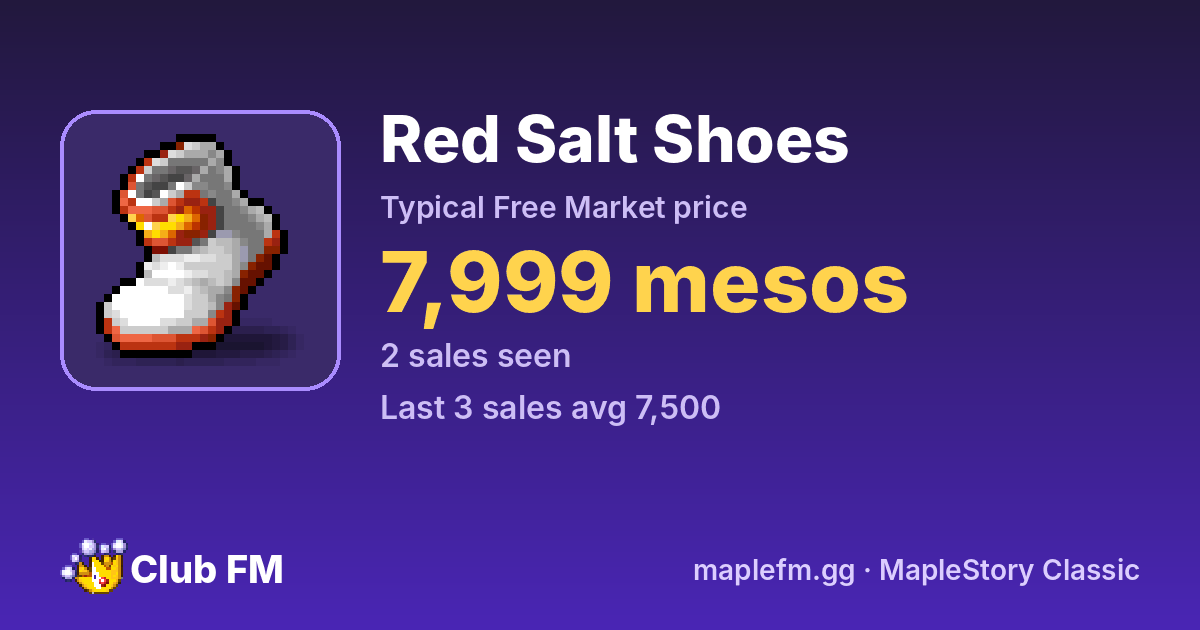 Red Salt Shoes
Typical Free Market price
7,999 mesos
2 sales seen
Last 3 sales avg 7,500
Club FM
maplefm.gg · MapleStory Classic